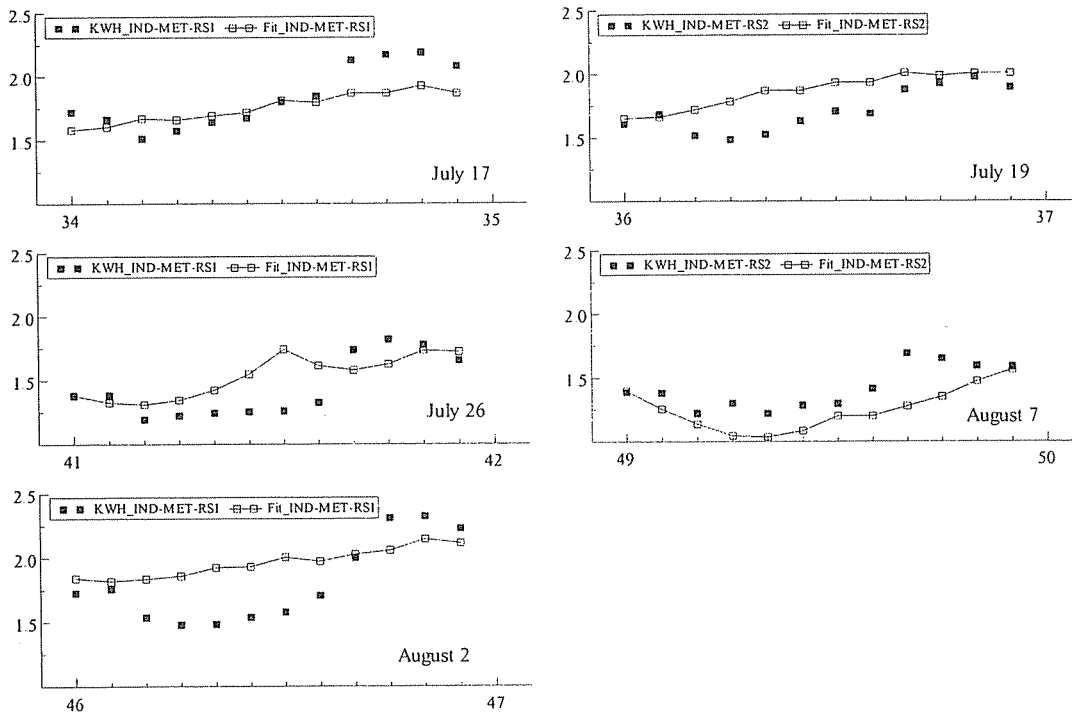 2.5
KWH_IND-MET-RS1 Fit_IND-MET-RS1
2.0
1.5
July 17
34 35
2.5
KWH_IND-MET-RS2 Fit_IND-MET-RS2
2.0
1.5
July 19
36 37
2.5
KWH_IND-MET-RS1 Fit_IND-MET-RS1
2.0
1.5
July 26
41 42
2.5
KWH_IND-MET-RS2 Fit_IND-MET-RS2
2.0
1.5
August 7
49 50
2.5
KWH_IND-MET-RS1 Fit_IND-MET-RS1
2.0
1.5
August 2
46 47